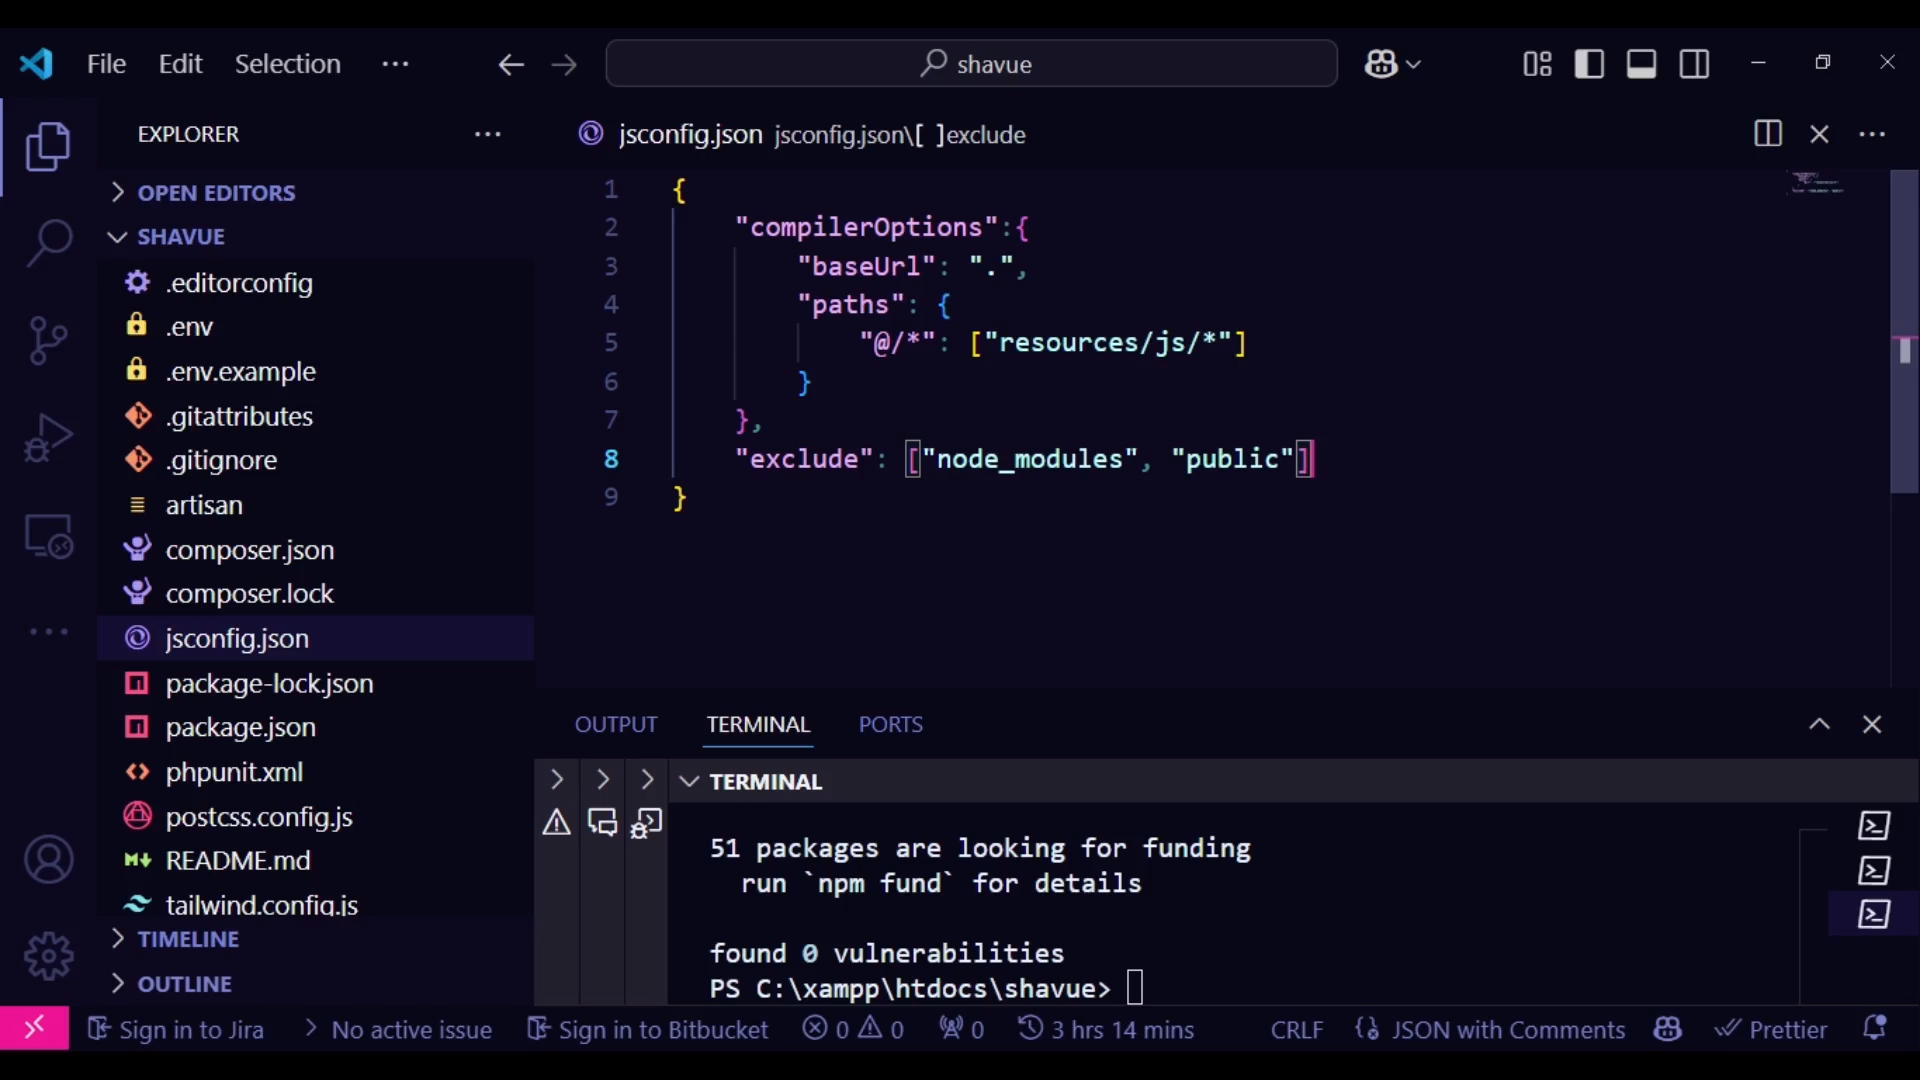 File Edit Selection ···
shavue
EXPLORER ···
OPEN EDITORS
SHAVUE
.editorconfig
.env
.env.example
.gitattributes
.gitignore
artisan
composer.json
composer.lock
jsconfig.json
package-lock.json
package.json
phpunit.xml
postcss.config.js
README.md
tailwind.config.js
TIMELINE
OUTLINE
jsconfig.json jsconfig.json\[ ]exclude
1 {
2 "compilerOptions":{
3 "baseUrl": ".",
4 "paths": {
5 "@/*": ["resources/js/*"]
6 }
7 },
8 "exclude": ["node_modules", "public"]
9 }
OUTPUT TERMINAL PORTS
TERMINAL
51 packages are looking for funding
run `npm fund` for details
found 0 vulnerabilities
PS C:\xampp\htdocs\shavue>
Sign in to Jira No active issue Sign in to Bitbucket 0 0 0 3 hrs 14 mins CRLF JSON with Comments Prettier